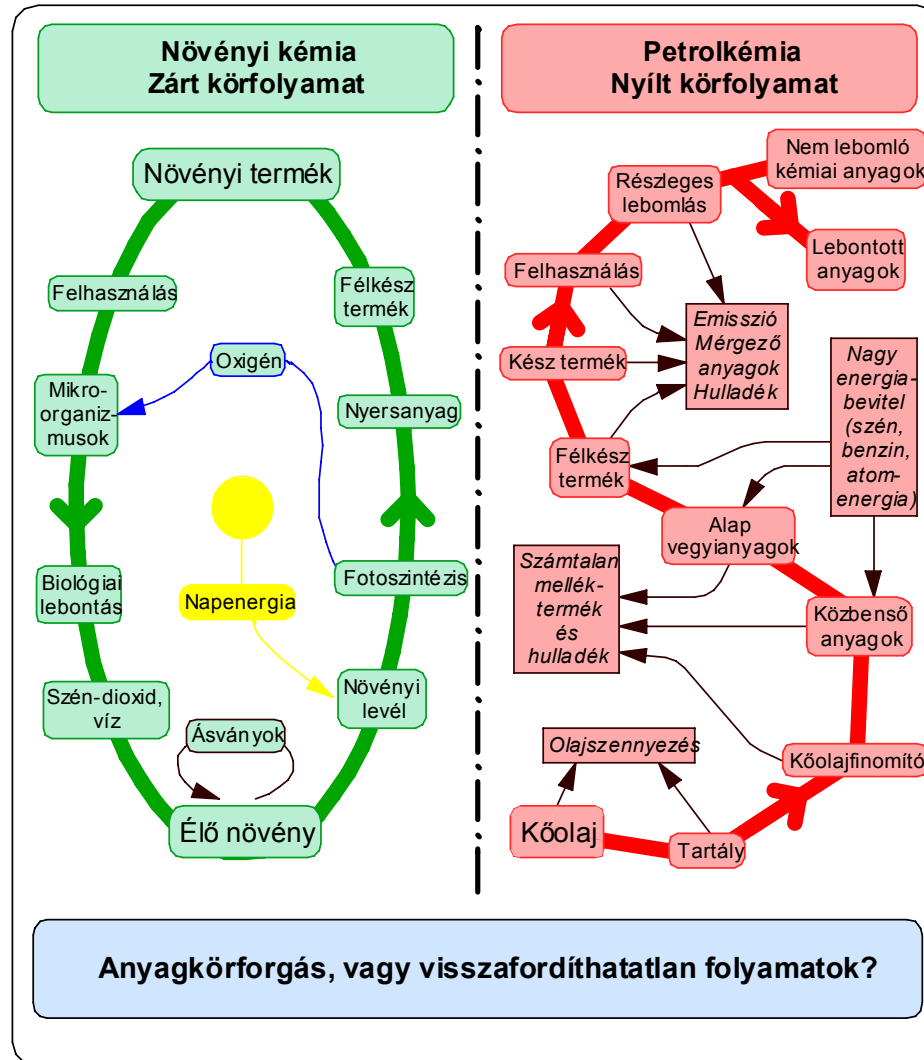 Növényi kémia
Zárt körfolyamat
Növényi termék
Felhasználás
Félkész
termék
Oxigén
Mikro-
organiz-
musok
Nyersanyag
Biológiai
lebontás
Napenergia
Fotoszintézis
Szén-dioxid,
víz
Növényi
levél
Ásványok
Élő növény
Petrolkémia
Nyílt körfolyamat
Nem lebomló
kémiai anyagok
Részleges
lebomlás
Lebontott
anyagok
Felhasználás
Emisszió
Mérgező
anyagok
Hulladék
Nagy
energia-
bevitel
(szén,
benzin,
atom-
energia)
Kész termék
Félkész
termék
Alap
vegyianyagok
Számtalan
mellék-
termék
és
hulladék
Közbenső
anyagok
Olajszennyezés
Kőolajfinomító
Kőolaj
Tartály
Anyagkörforgás, vagy visszafordíthatatlan folyamatok?